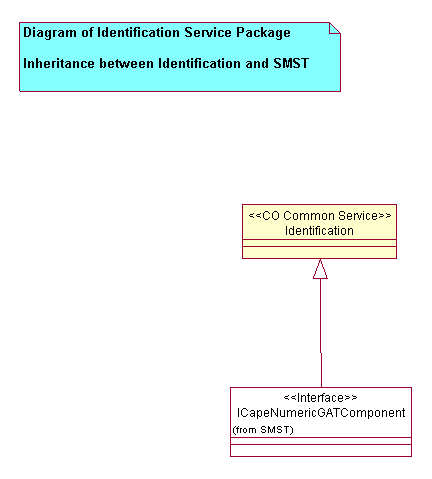 Diagram of Identification Service Package
Inheritance between Identification and SMST
<<CO Common Service>>
Identification
<<Interface>>
ICapeNumericGATComponent
(from SMST)